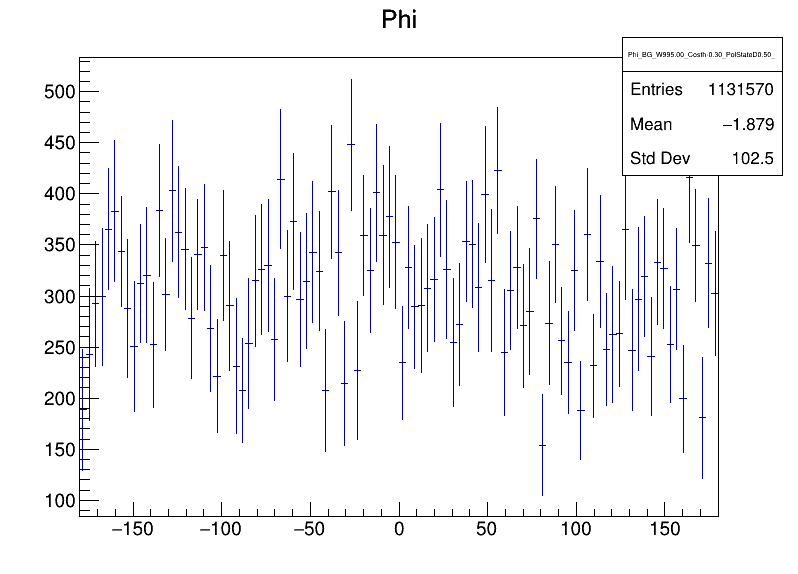 Phi
Phi_BG_W995.00_Costh-0.30_PolStateD0.50_
Entries 1131570
Mean −1.879
Std Dev 102.5
500
450
400
350
300
250
200
150
100
−150 −100 −50 0 50 100 150